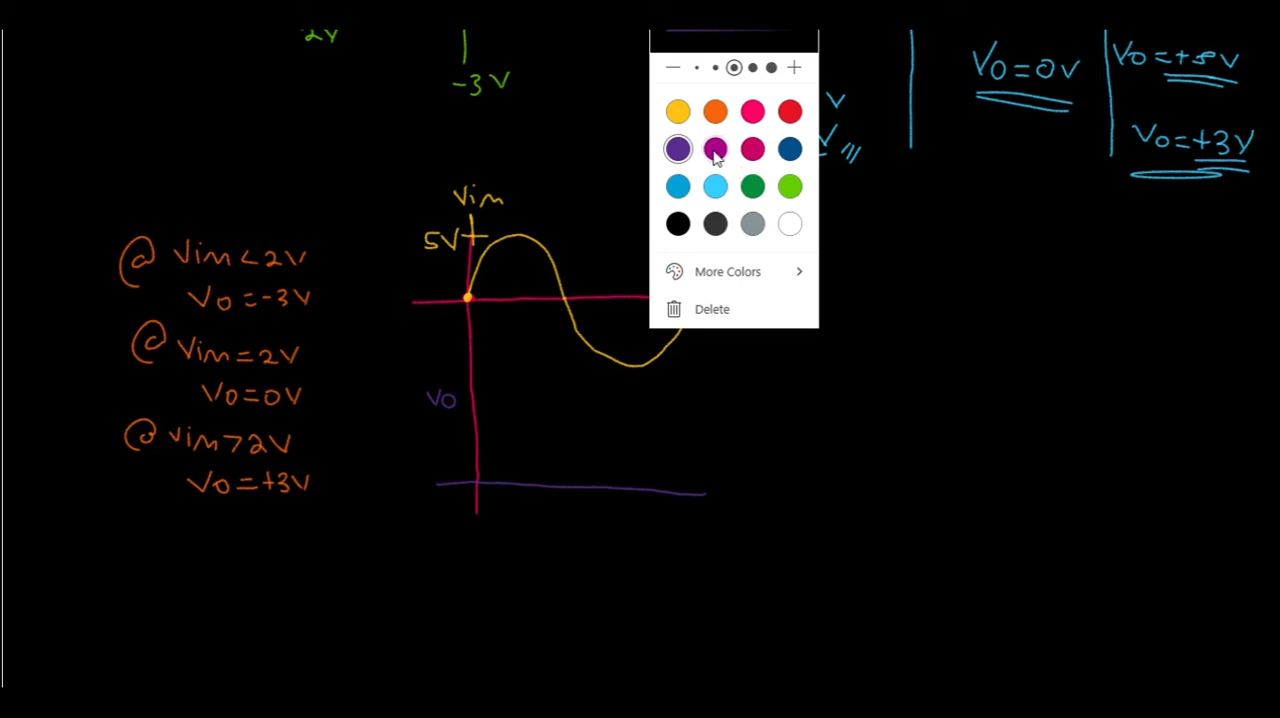 2V
-3V
Vo=0V
Vo=+5V
Vo=+3V
V
V
More Colors
Delete
Vin
5V
@ Vin<2V
Vo=-3V
@ Vin=2V
Vo=0V
@ Vin>2V
Vo=+3V
Vo